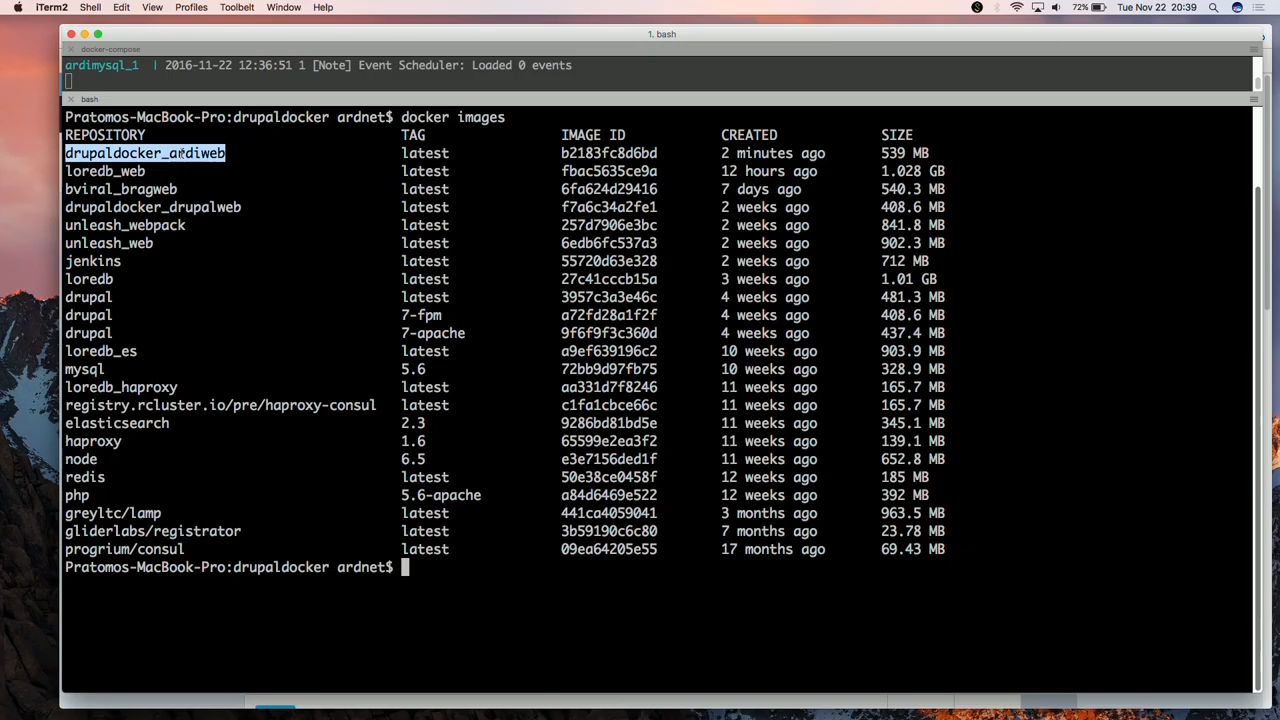 iTerm2 Shell Edit View Profiles Toolbelt Window Help 72% Tue Nov 22 20:39
1. bash
docker-compose
ardimysql_1 | 2016-11-22 12:36:51 1 [Note] Event Scheduler: Loaded 0 events
bash
Pratomos-MacBook-Pro:drupaldocker ardnet$ docker images
REPOSITORY TAG IMAGE ID CREATED SIZE
drupaldocker_ardiweb latest b2183fc8d6bd 2 minutes ago 539 MB
loredb_web latest fbac5635ce9a 12 hours ago 1.028 GB
bviral_bragweb latest 6fa624d29416 7 days ago 540.3 MB
drupaldocker_drupalweb latest f7a6c34a2fe1 2 weeks ago 408.6 MB
unleash_webpack latest 257d7906e3bc 2 weeks ago 841.8 MB
unleash_web latest 6edb6fc537a3 2 weeks ago 902.3 MB
jenkins latest 55720d63e328 2 weeks ago 712 MB
loredb latest 27c41cccb15a 3 weeks ago 1.01 GB
drupal latest 3957c3a3e46c 4 weeks ago 481.3 MB
drupal 7-fpm a72fd28a1f2f 4 weeks ago 408.6 MB
drupal 7-apache 9f6f9f3c360d 4 weeks ago 437.4 MB
loredb_es latest a9ef639196c2 10 weeks ago 903.9 MB
mysql 5.6 72bb9d97fb75 10 weeks ago 328.9 MB
loredb_haproxy latest aa331d7f8246 11 weeks ago 165.7 MB
registry.rcluster.io/pre/haproxy-consul latest c1fa1cbce66c 11 weeks ago 165.7 MB
elasticsearch 2.3 9286bd81bd5e 11 weeks ago 345.1 MB
haproxy 1.6 65599e2ea3f2 11 weeks ago 139.1 MB
node 6.5 e3e7156ded1f 11 weeks ago 652.8 MB
redis latest 50e38ce0458f 12 weeks ago 185 MB
php 5.6-apache a84d6469e522 12 weeks ago 392 MB
greyltc/lamp latest 441ca4059041 3 months ago 963.5 MB
gliderlabs/registrator latest 3b59190c6c80 7 months ago 23.78 MB
progrium/consul latest 09ea64205e55 17 months ago 69.43 MB
Pratomos-MacBook-Pro:drupaldocker ardnet$